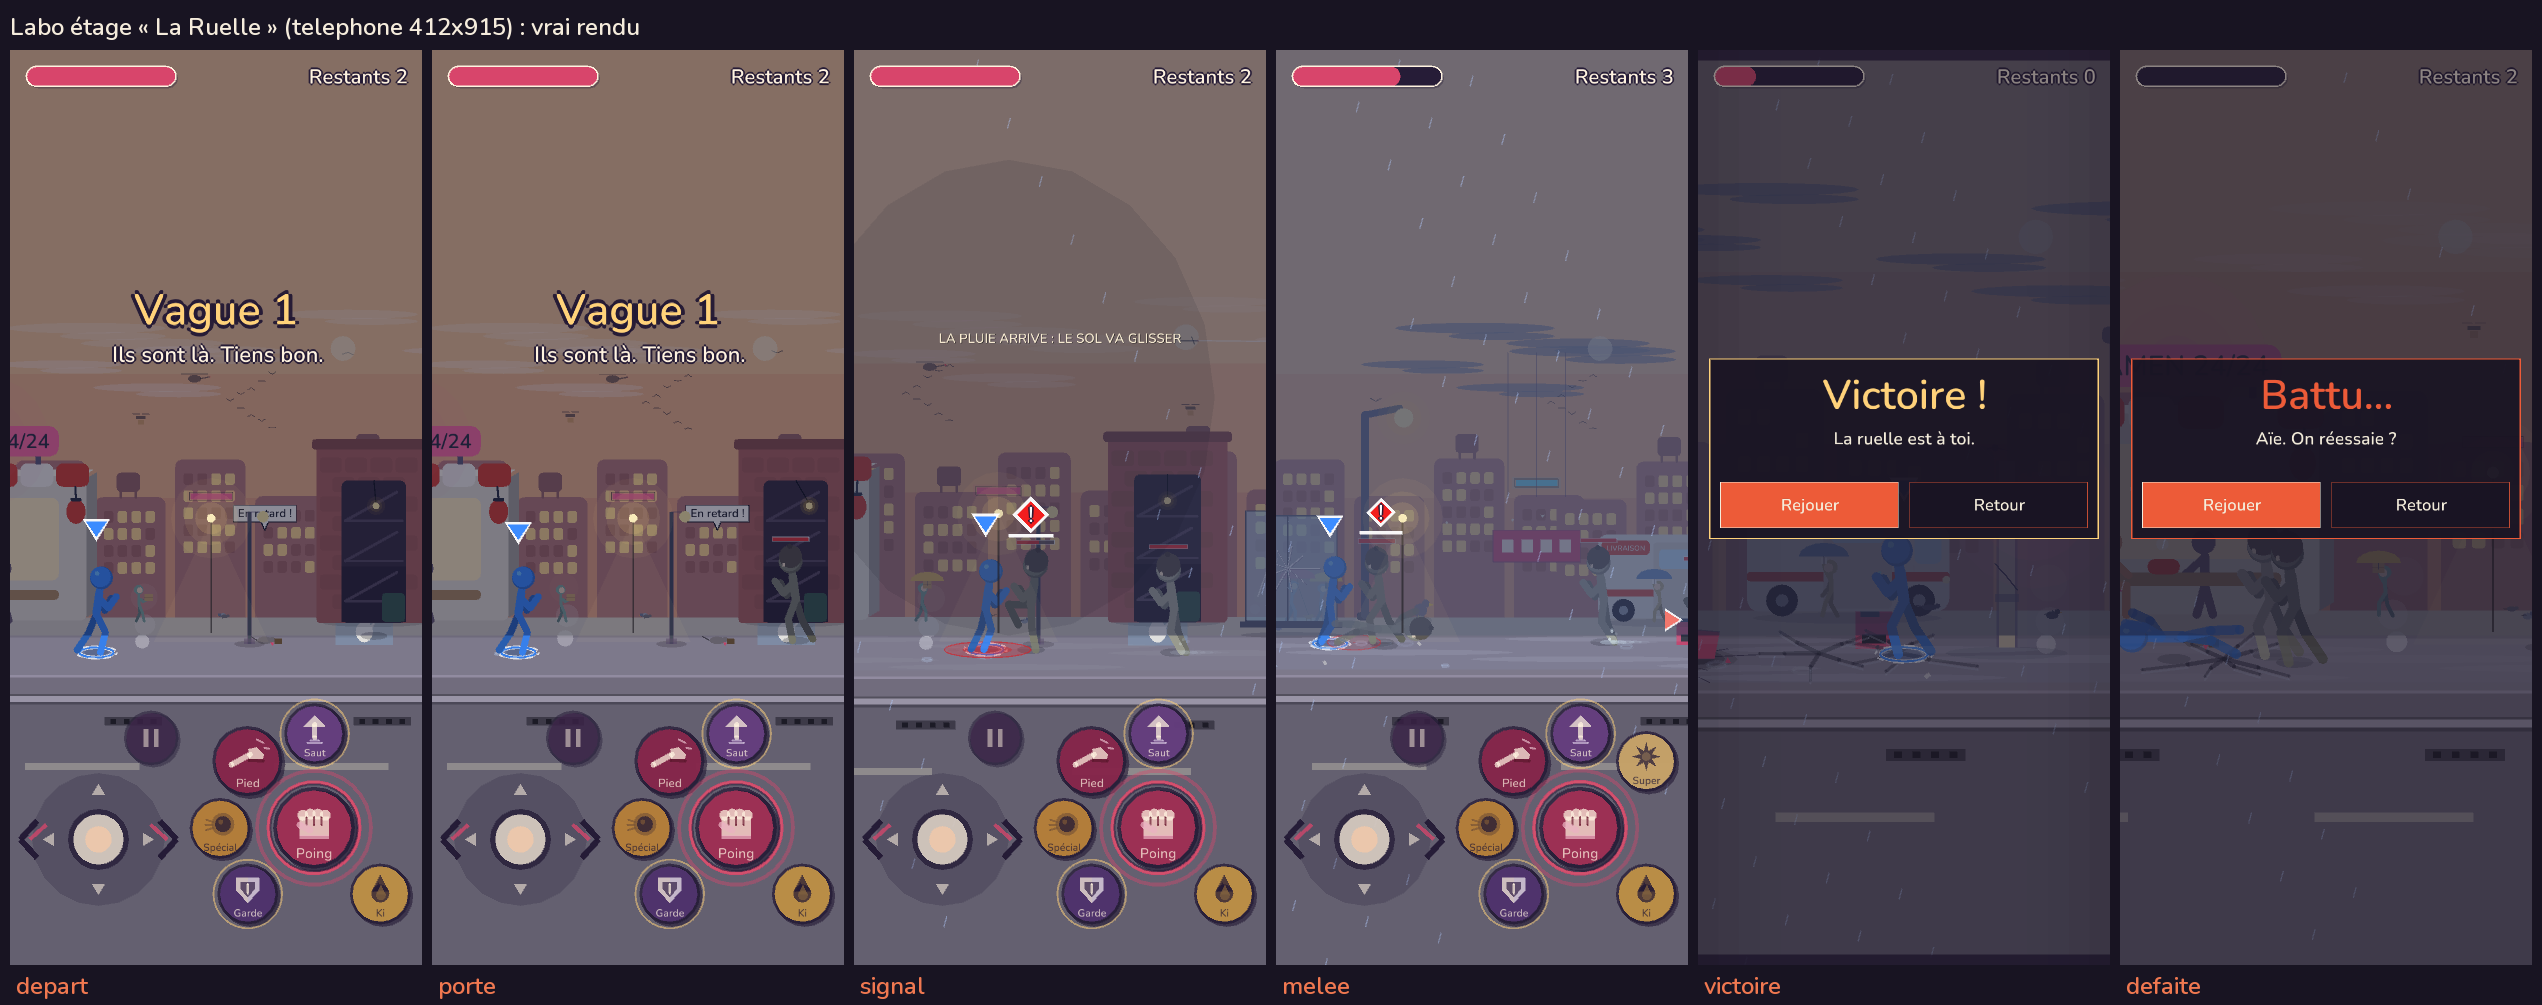 Labo étage « La Ruelle » (telephone 412x915) : vrai rendu
Restants 2
Vague 1
Ils sont là. Tiens bon.
4/24
En retard !
Saut
Pied
Spécial
Poing
Garde
Ki
depart
Restants 2
Vague 1
Ils sont là. Tiens bon.
4/24
En retard !
Saut
Pied
Spécial
Poing
Garde
Ki
porte
Restants 2
LA PLUIE ARRIVE : LE SOL VA GLISSER
!
Saut
Pied
Spécial
Poing
Garde
Ki
signal
Restants 3
!
LIVRAISON
Saut
Pied
Super
Spécial
Poing
Garde
Ki
melee
Restants 0
Victoire !
La ruelle est à toi.
Rejouer
Retour
victoire
Restants 2
Battu...
Aïe. On réessaie ?
Rejouer
Retour
defaite